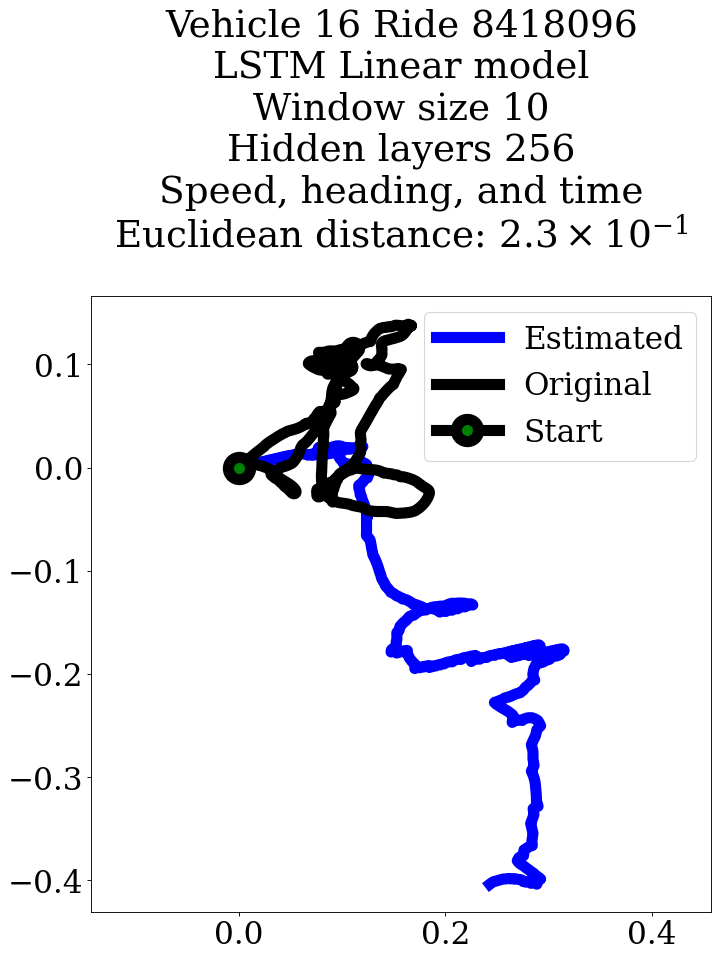 Vehicle 16 Ride 8418096
LSTM Linear model
Window size 10
Hidden layers 256
Speed, heading, and time
Euclidean distance: 2.3 × 10⁻¹
Estimated
Original
Start
0.1
0.0
−0.1
−0.2
−0.3
−0.4
0.0 0.2 0.4